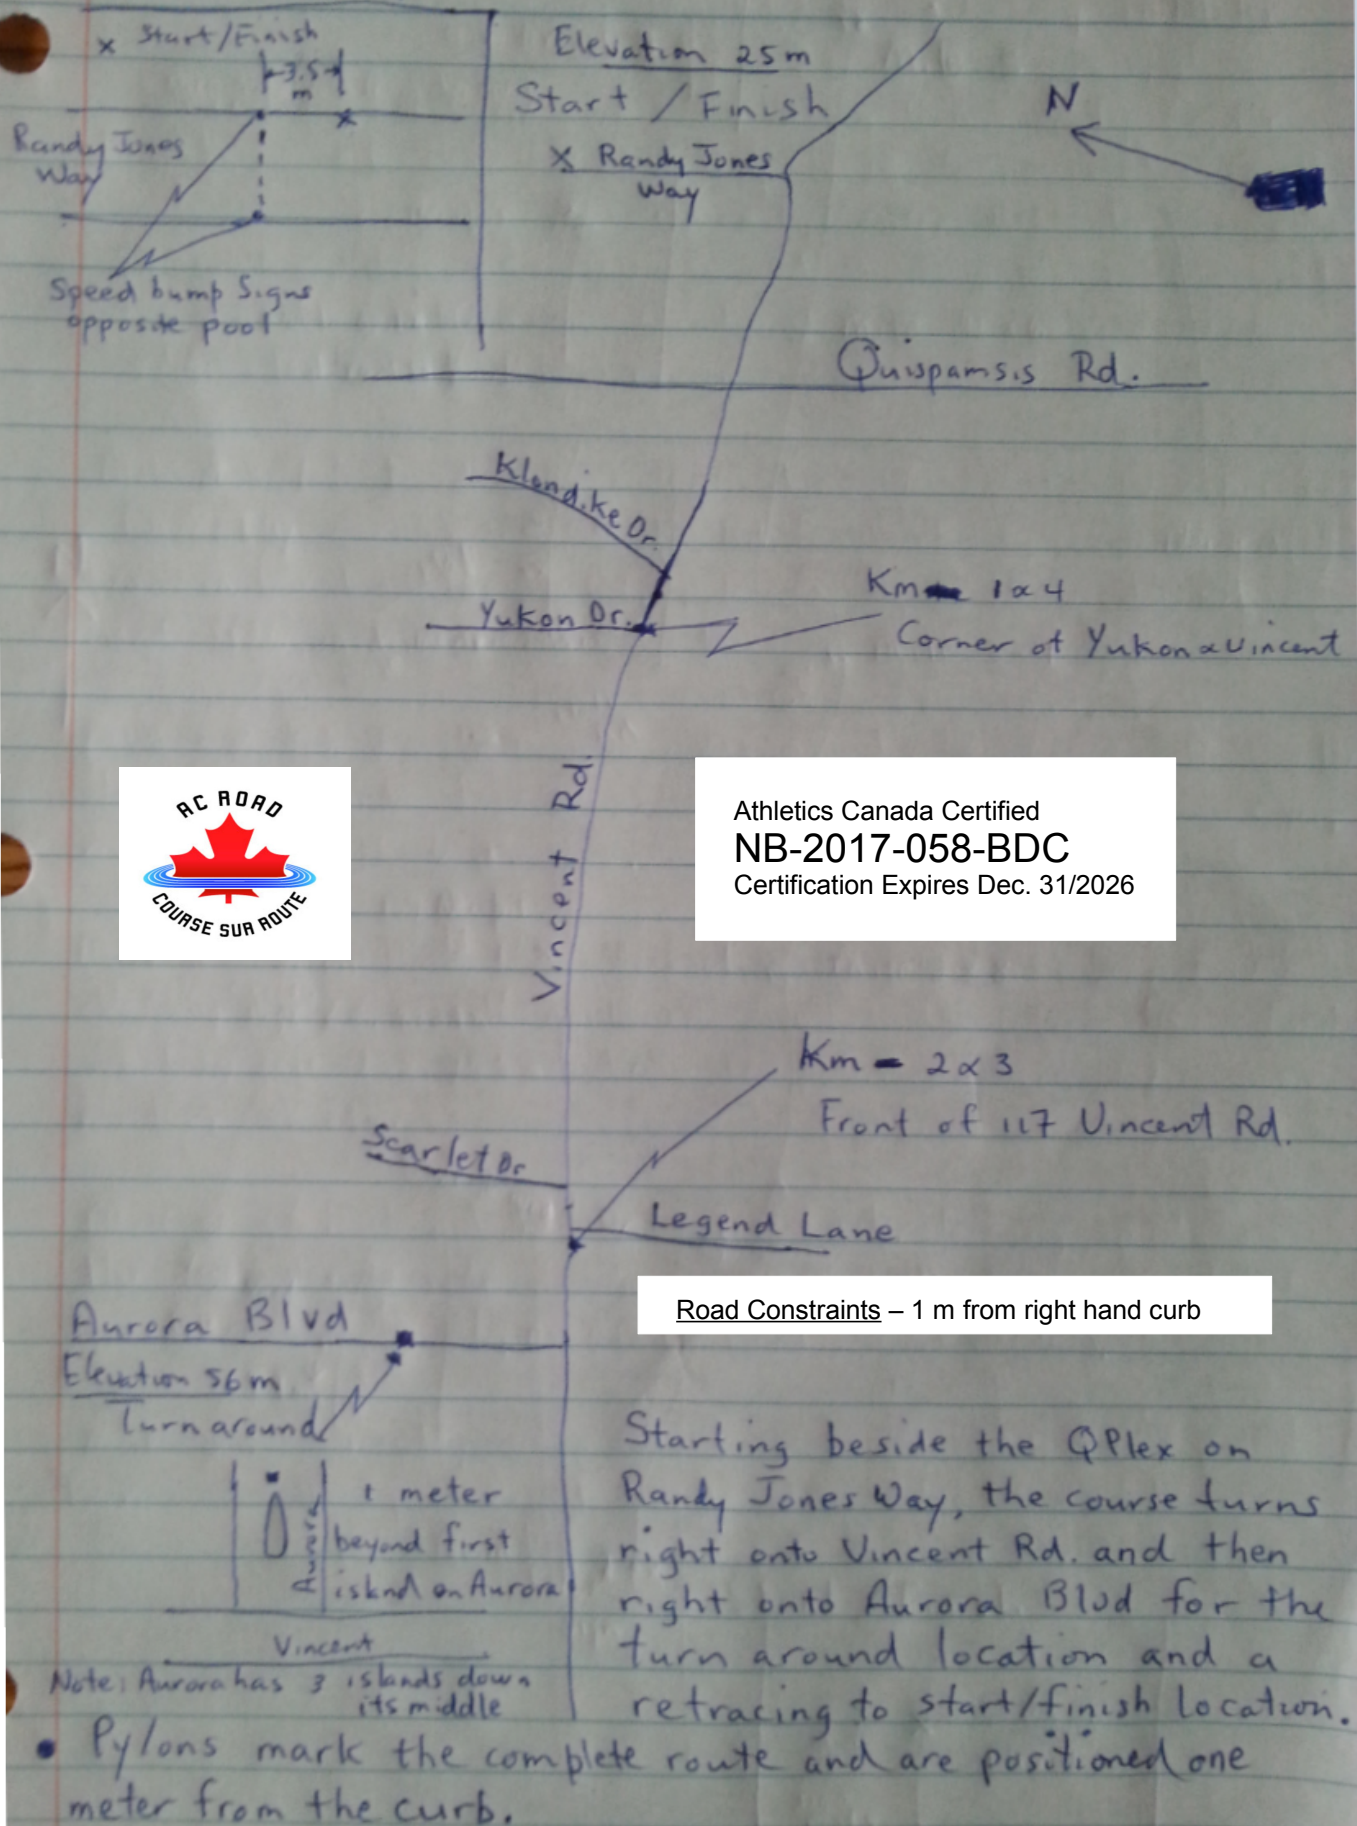 x Start/Finish
3.5
m
Randy Jones
Way
Speed bump Signs
opposite pool
Elevation 25m
Start / Finish
x Randy Jones
Way
N
Quispamsis Rd.
Klondike Dr.
Yukon Dr.
Km 1 & 4
Corner of Yukon & Vincent
Vincent Rd.
AC ROAD
COURSE SUR ROUTE
Athletics Canada Certified
NB-2017-058-BDC
Certification Expires Dec. 31/2026
Km - 2 & 3
Front of 117 Vincent Rd.
Scarlet Dr
Legend Lane
Road Constraints – 1 m from right hand curb
Aurora Blvd
Elevation 56m
Turn around
Aurora
1 meter
beyond first
island on Aurora
Vincent
Note: Aurora has 3 islands down
its middle
Starting beside the QPlex on
Randy Jones Way, the course turns
right onto Vincent Rd. and then
right onto Aurora Blvd for the
turn around location and a
retracing to start/finish location.
• Pylons mark the complete route and are positioned one
meter from the curb.